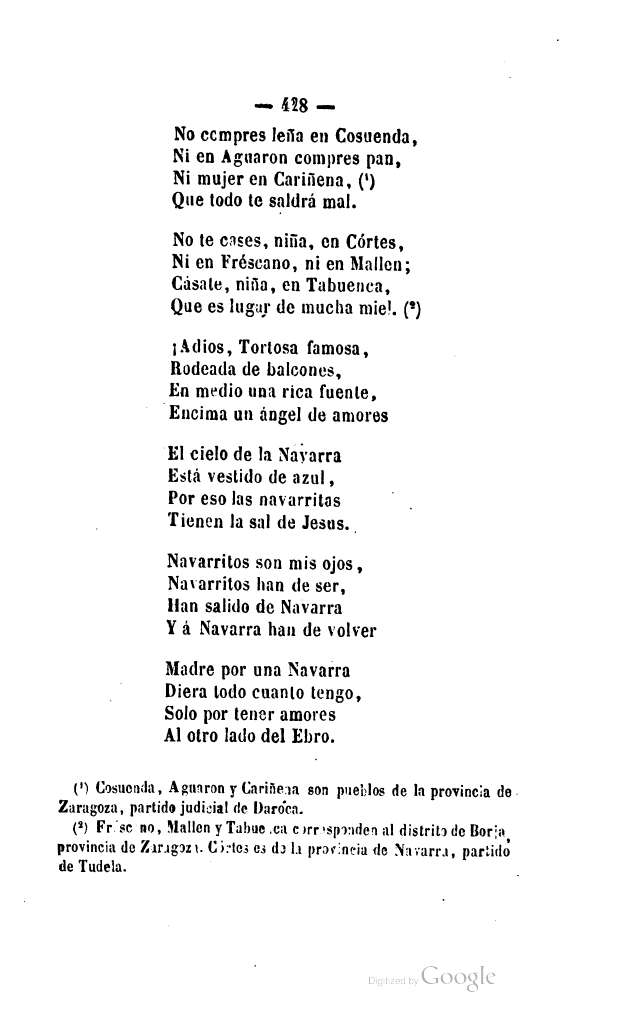 — 428 —
No compres leña en Cosuenda,
Ni en Aguaron compres pan,
Ni mujer en Cariñena, (¹)
Que todo te saldrá mal.
No te cases, niña, en Córtes,
Ni en Fréscano, ni en Mallen;
Cásate, niña, en Tabuenca,
Que es lugar de mucha miel. (²)
¡Adios, Tortosa famosa,
Rodeada de balcones,
En medio una rica fuente,
Encima un ángel de amores
El cielo de la Navarra
Está vestido de azul,
Por eso las navarritas
Tienen la sal de Jesus.
Navarritos son mis ojos,
Navarritos han de ser,
Han salido de Navarra
Y á Navarra han de volver
Madre por una Navarra
Diera todo cuanto tengo,
Solo por tener amores
Al otro lado del Ebro.
(¹) Cosuenda, Aguaron y Cariñena son pueblos de la provincia de
Zaragoza, partido judicial de Daroca.
(²) Fréscano, Mallen y Tabuenca corresponden al distrito de Borja,
provincia de Zaragoza. Córtes es de la provincia de Navarra, partido
de Tudela.
Digitized by Google